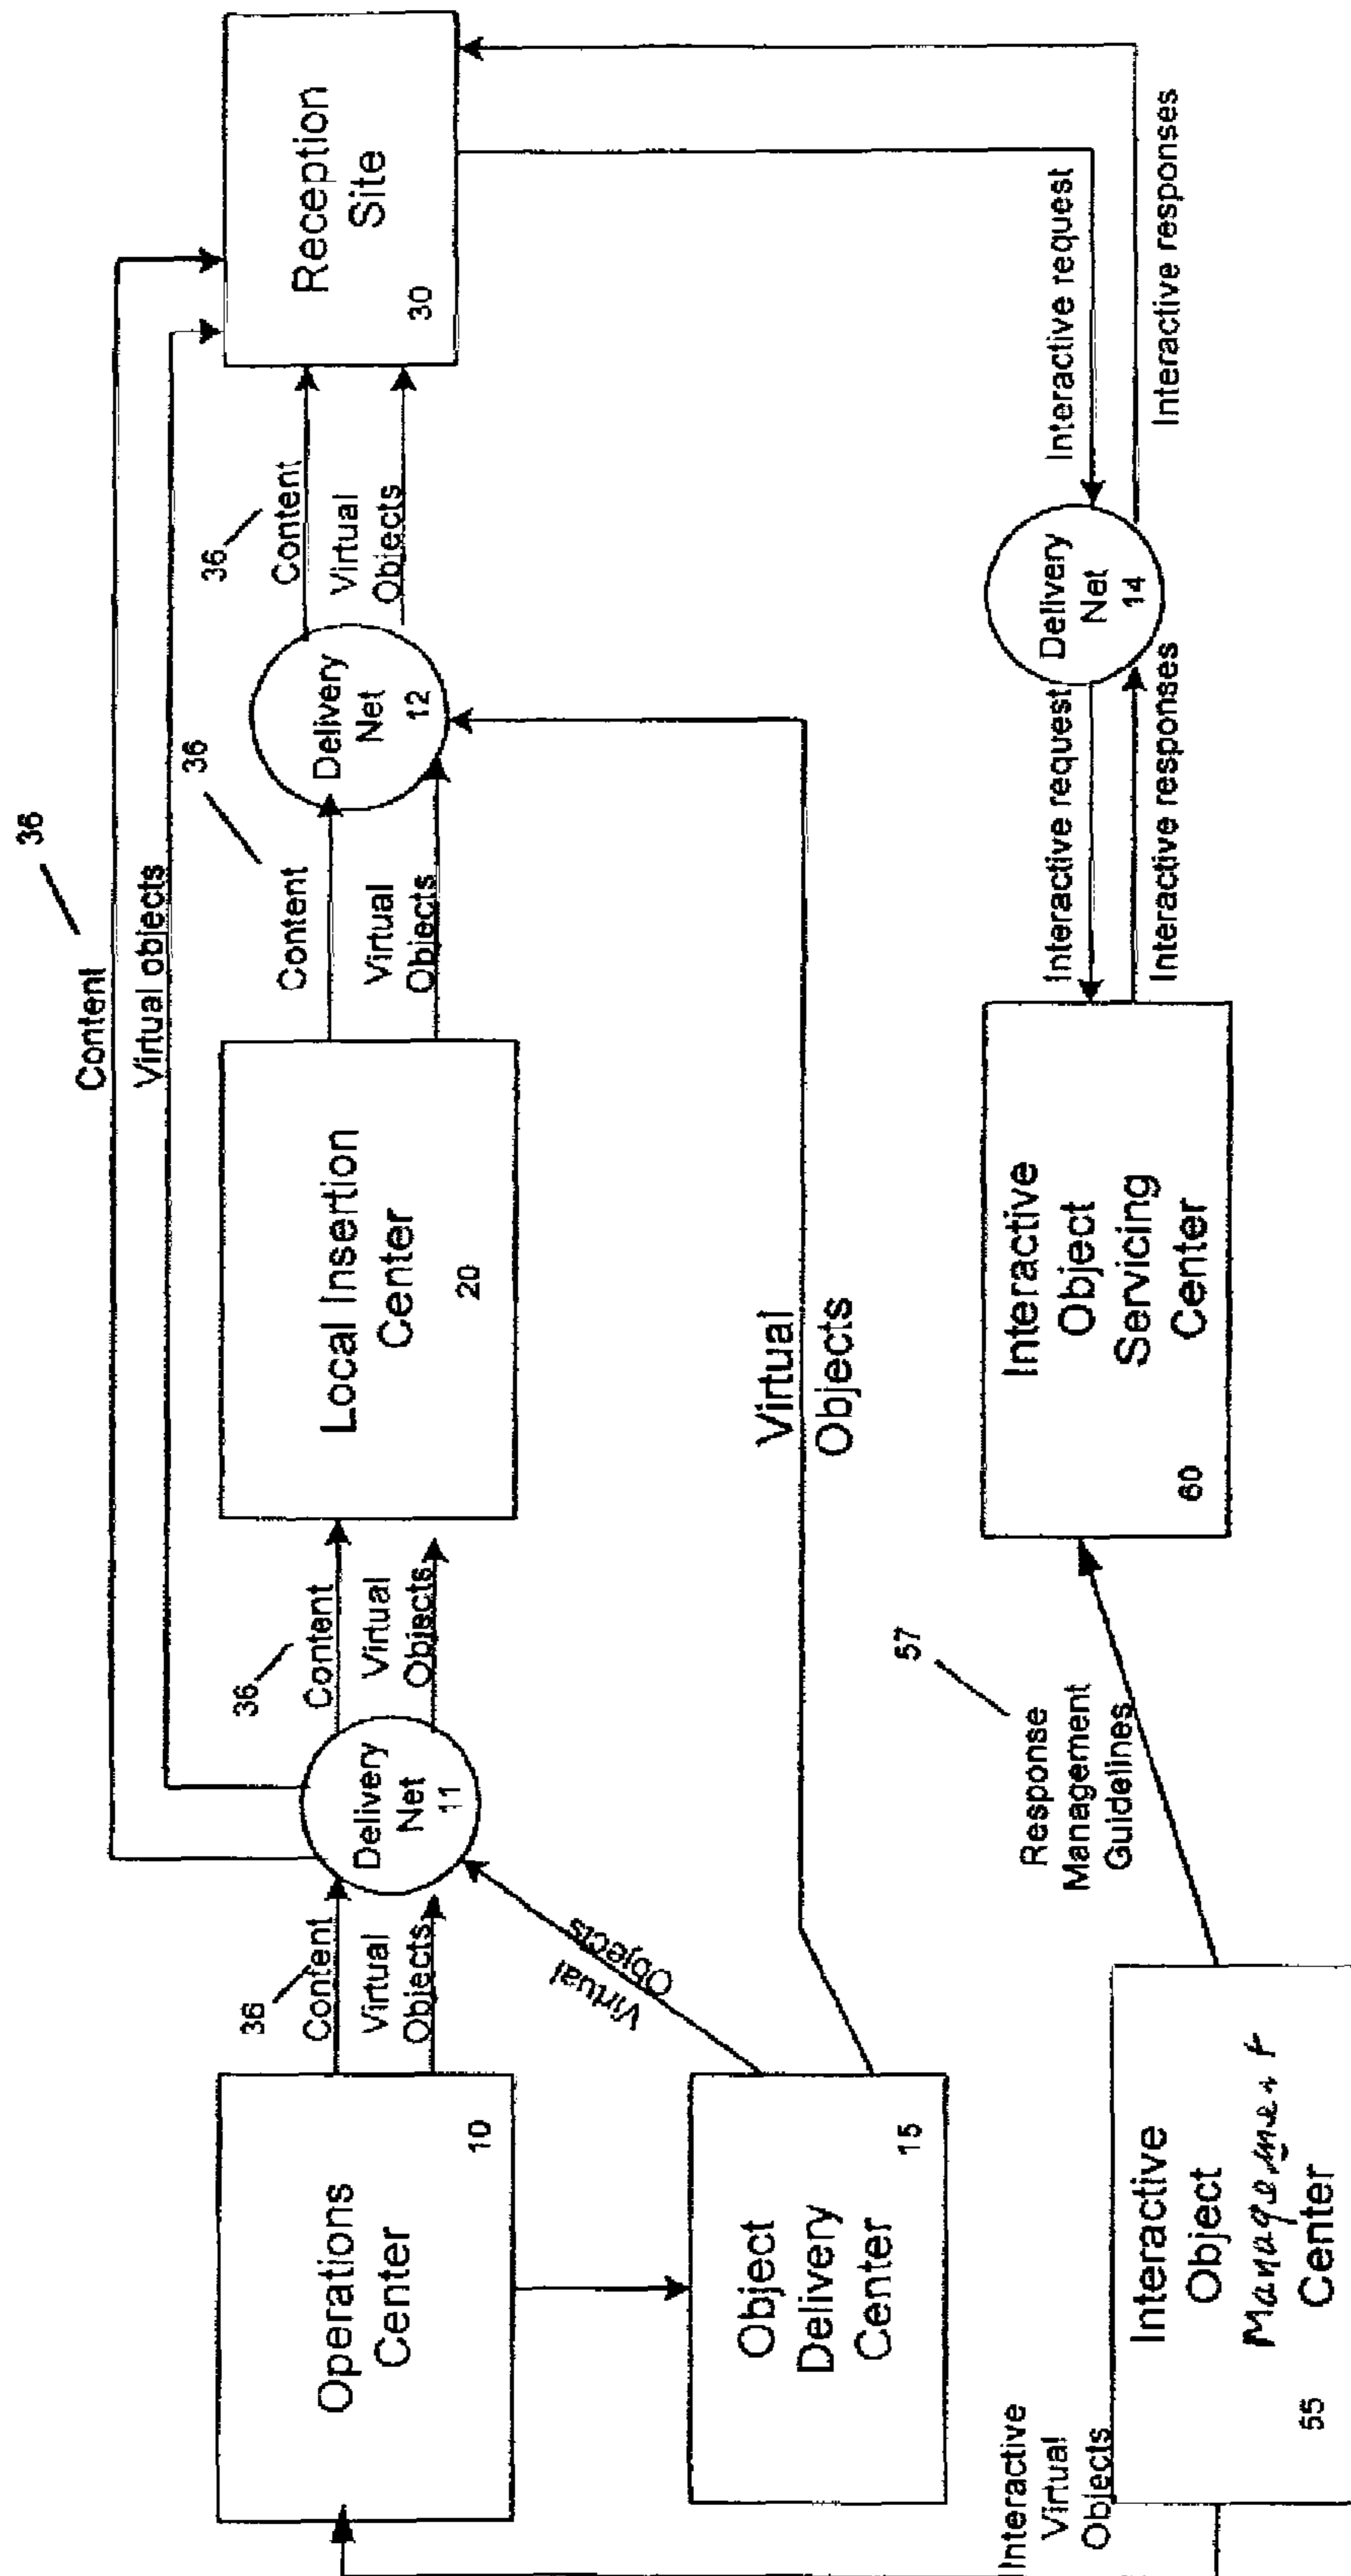 36
Content
Virtual objects
Operations
Center
10
36
Content
Virtual
Objects
Delivery
Net
11
36
Content
Virtual
Objects
Local Insertion
Center
20
36
Content
Virtual
Objects
Delivery
Net
12
36
Content
Virtual
Objects
Reception
Site
30
Virtual
Objects
Object
Delivery
Center
15
Virtual
Objects
Interactive
Virtual
Objects
Interactive
Object
Management
Center
55
57
Response
Management
Guidelines
Interactive
Object
Servicing
Center
60
Interactive request
Interactive responses
Delivery
Net
14
Interactive request
Interactive responses